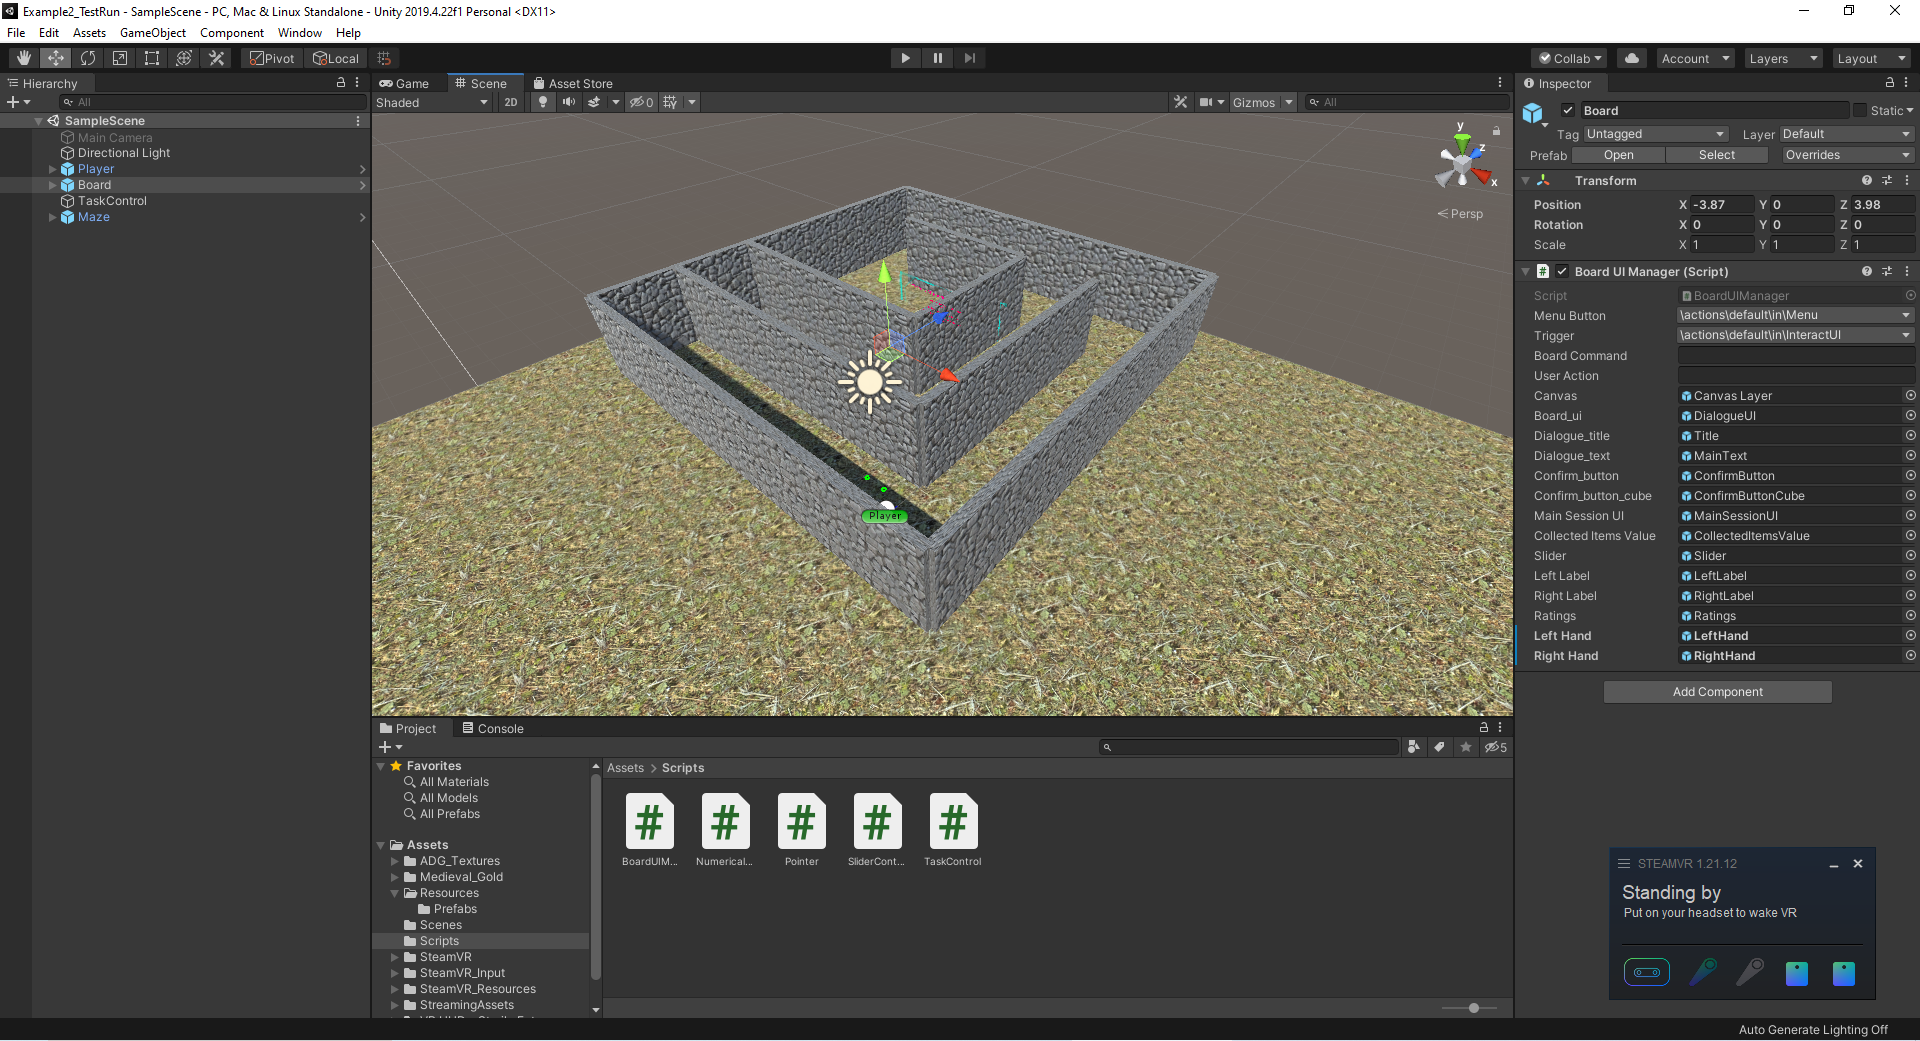 Example2_TestRun - SampleScene - PC, Mac & Linux Standalone - Unity 2019.4.22f1 Personal <DX11>
File Edit Assets GameObject Component Window Help
Pivot Local Collab Account Layers Layout
Hierarchy
All
SampleScene
Main Camera
Directional Light
Player
Board
TaskControl
Maze
Game Scene Asset Store
Shaded 2D 0 Gizmos All
y
z
x
Persp
Player
Inspector
Board Static
Tag Untagged Layer Default
Prefab Open Select Overrides
Transform
Position X -3.87 Y 0 Z 3.98
Rotation X 0 Y 0 Z 0
Scale X 1 Y 1 Z 1
# Board UI Manager (Script)
Script BoardUIManager
Menu Button \actions\default\in\Menu
Trigger \actions\default\in\InteractUI
Board Command
User Action
Canvas Canvas Layer
Board_ui DialogueUI
Dialogue_title Title
Dialogue_text MainText
Confirm_button ConfirmButton
Confirm_button_cube ConfirmButtonCube
Main Session UI MainSessionUI
Collected Items Value CollectedItemsValue
Slider Slider
Left Label LeftLabel
Right Label RightLabel
Ratings Ratings
Left Hand LeftHand
Right Hand RightHand
Add Component
Project Console
5
Favorites
All Materials
All Models
All Prefabs
Assets
ADG_Textures
Medieval_Gold
Resources
Prefabs
Scenes
Scripts
SteamVR
SteamVR_Input
SteamVR_Resources
StreamingAssets
Assets > Scripts
# # # # #
BoardUIM... Numerical... Pointer SliderCont... TaskControl
STEAMVR 1.21.12
Standing by
Put on your headset to wake VR
Auto Generate Lighting Off